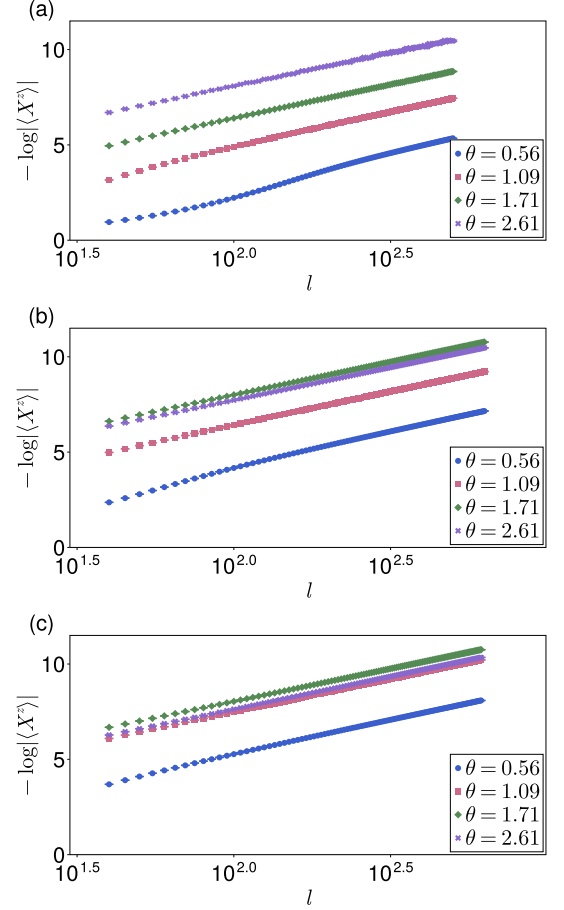 (a)
− log|⟨X^z⟩|
10
5
0
10^1.5
10^2.0
10^2.5
l
θ = 0.56
θ = 1.09
θ = 1.71
θ = 2.61
(b)
− log|⟨X^z⟩|
10
5
0
10^1.5
10^2.0
10^2.5
l
θ = 0.56
θ = 1.09
θ = 1.71
θ = 2.61
(c)
− log|⟨X^z⟩|
10
5
0
10^1.5
10^2.0
10^2.5
l
θ = 0.56
θ = 1.09
θ = 1.71
θ = 2.61